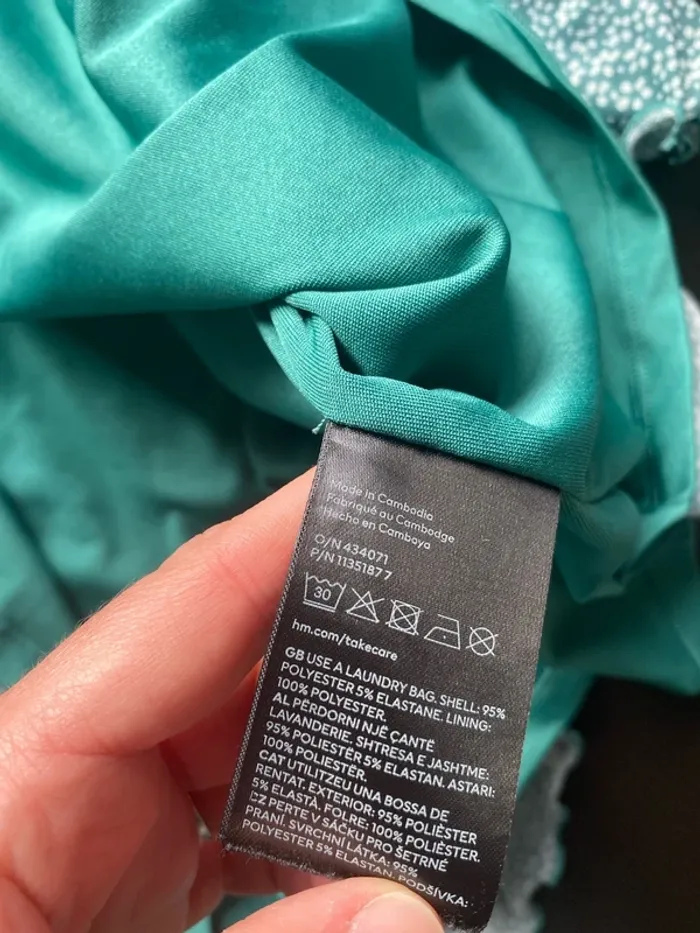 Made in Cambodia
Fabriqué au Cambodge
Hecho en Camboya
O/N 434071
P/N 1135187 7
30
hm.com/takecare
GB USE A LAUNDRY BAG. SHELL: 95%
POLYESTER 5% ELASTANE. LINING:
100% POLYESTER.
AL PËRDORNI NJË ÇANTË
LAVANDERIE. SHTRESA E JASHTME:
95% POLIESTËR 5% ELASTAN. ASTARI:
100% POLIESTËR.
CAT UTILITZEU UNA BOSSA DE
RENTAT. EXTERIOR: 95% POLIÈSTER
5% ELASTÀ. FOLRE: 100% POLIÈSTER.
CZ PERTE V SÁČKU PRO ŠETRNÉ
PRANÍ. SVRCHNÍ LÁTKA: 95%
POLYESTER 5% ELASTAN. PODŠÍVKA: